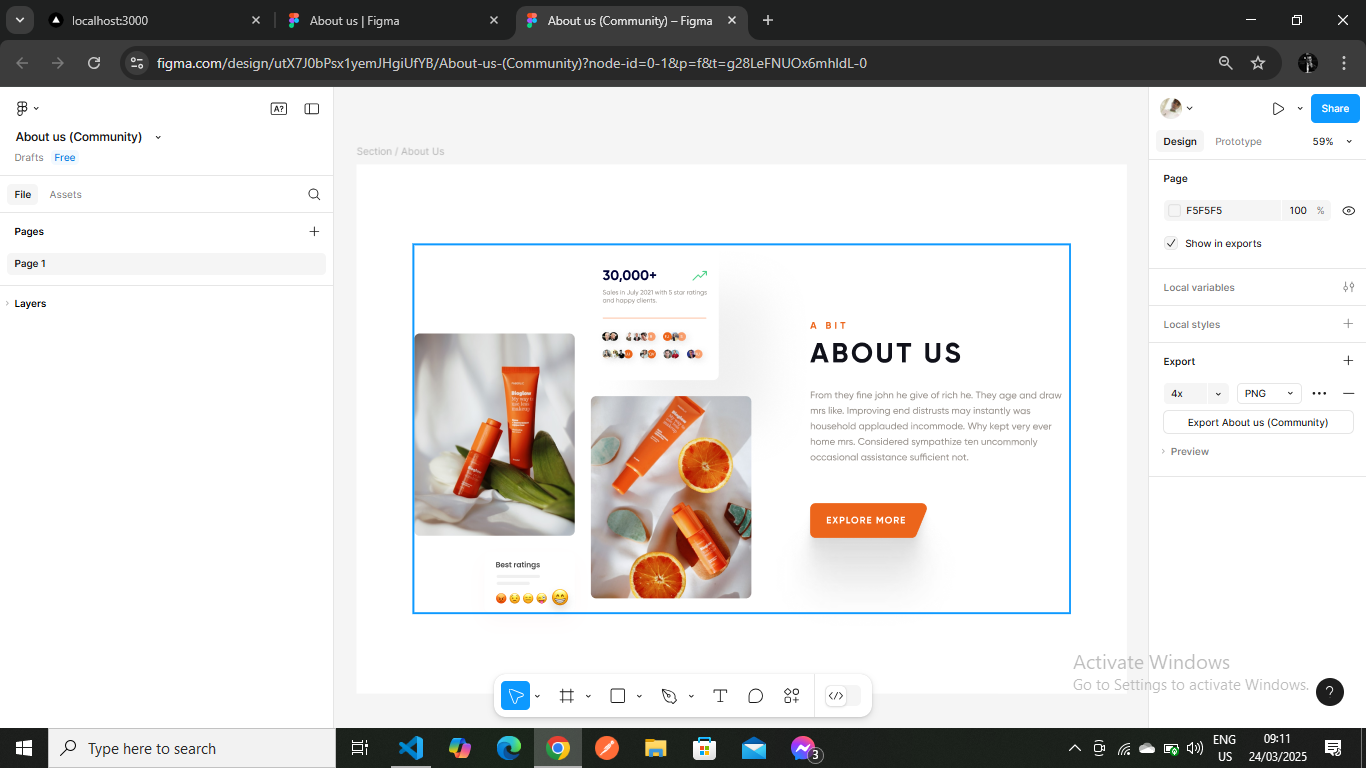 localhost:3000
About us | Figma
About us (Community) – Figma
figma.com/design/utX7J0bPsx1yemJHgiUfYB/About-us-(Community)?node-id=0-1&p=f&t=g28LeFNUOx6mhIdL-0
A?
About us (Community)
Drafts Free
File Assets
Pages
Page 1
Layers
Section / About Us
30,000+
Sales in July 2021 with 5 star ratings
and happy clients.
Best ratings
A BIT
ABOUT US
From they fine john he give of rich he. They age and draw
mrs like. Improving end distrusts may instantly was
household applauded incommode. Why kept very ever
home mrs. Considered sympathize ten uncommonly
occasional assistance sufficient not.
EXPLORE MORE
Share
Design Prototype 59%
Page
F5F5F5 100 %
Show in exports
Local variables
Local styles
Export
4x PNG
Export About us (Community)
Preview
Activate Windows
Go to Settings to activate Windows.
?
Type here to search
3
ENG
US
09:11
24/03/2025